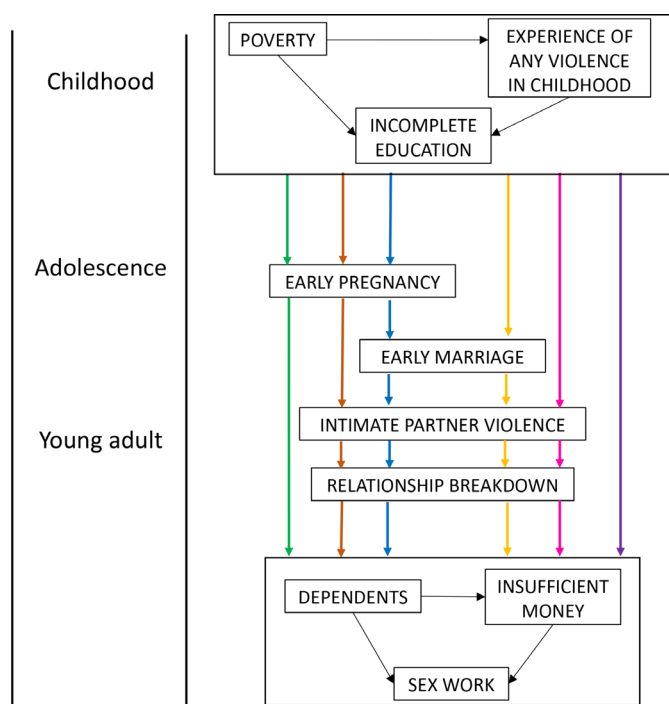 Childhood
POVERTY
EXPERIENCE OF
ANY VIOLENCE
IN CHILDHOOD
INCOMPLETE
EDUCATION
Adolescence
EARLY PREGNANCY
EARLY MARRIAGE
Young adult
INTIMATE PARTNER VIOLENCE
RELATIONSHIP BREAKDOWN
DEPENDENTS
INSUFFICIENT
MONEY
SEX WORK